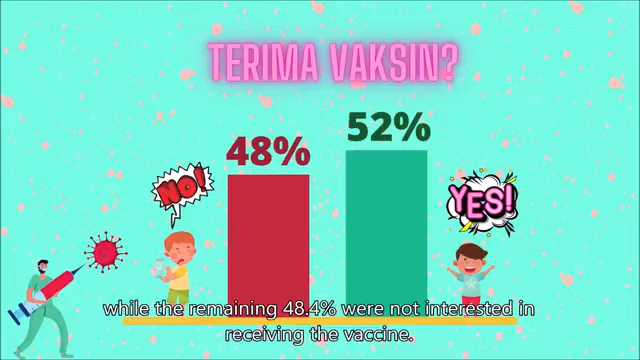 TERIMA VAKSIN?
48%
52%
NO!
YES!
while the remaining 48.4% were not interested in
receiving the vaccine.